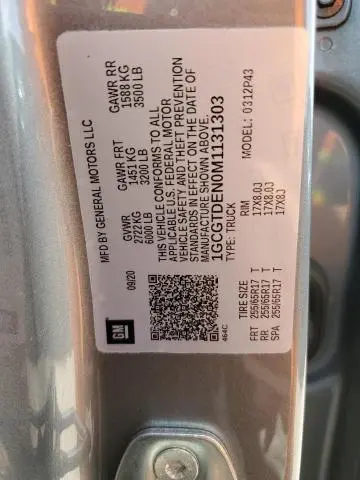 MFD BY GENERAL MOTORS LLC
09/20
GVWR
2722 KG
6000 LB
GAWR FRT
1451 KG
3200 LB
GAWR RR
1588 KG
3500 LB
THIS VEHICLE CONFORMS TO ALL
APPLICABLE U.S. FEDERAL MOTOR
VEHICLE SAFETY AND THEFT PREVENTION
STANDARDS IN EFFECT ON THE DATE OF
MANUFACTURE SHOWN ABOVE.
1GCGTDEN0M1131303
TYPE: TRUCK
MODEL: 0312P43
GM
464C
TIRE SIZE RIM
FRT 255/65R17 T 17X8.0J
RR 255/65R17 T 17X8.0J
SPA 255/65R17 T 17X8J